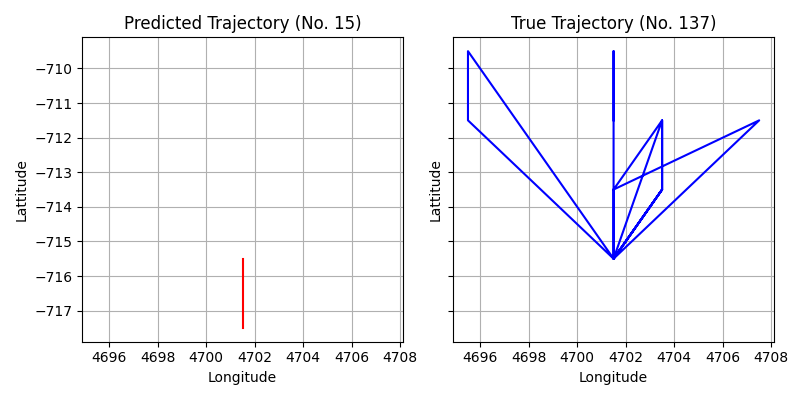 Predicted Trajectory (No. 15)
True Trajectory (No. 137)
Lattitude
−710
−711
−712
−713
−714
−715
−716
−717
4696 4698 4700 4702 4704 4706 4708
Longitude
Lattitude
4696 4698 4700 4702 4704 4706 4708
Longitude